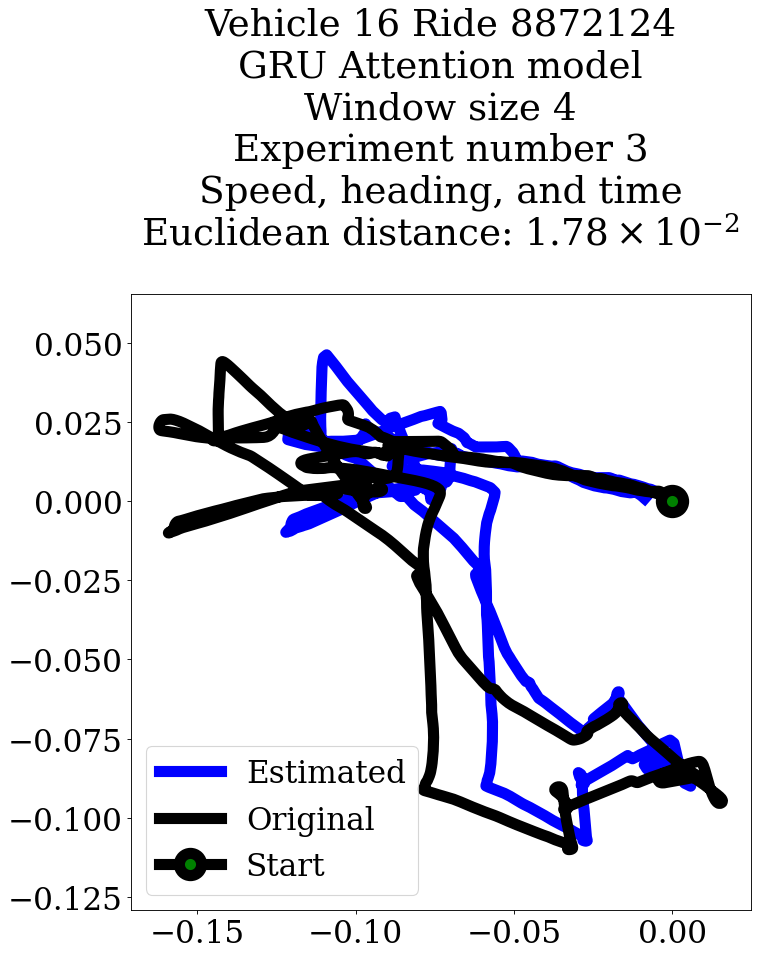 Vehicle 16 Ride 8872124
GRU Attention model
Window size 4
Experiment number 3
Speed, heading, and time
Euclidean distance: 1.78 × 10⁻²
0.050
0.025
0.000
−0.025
−0.050
−0.075
−0.100
−0.125
Estimated
Original
Start
−0.15
−0.10
−0.05
0.00